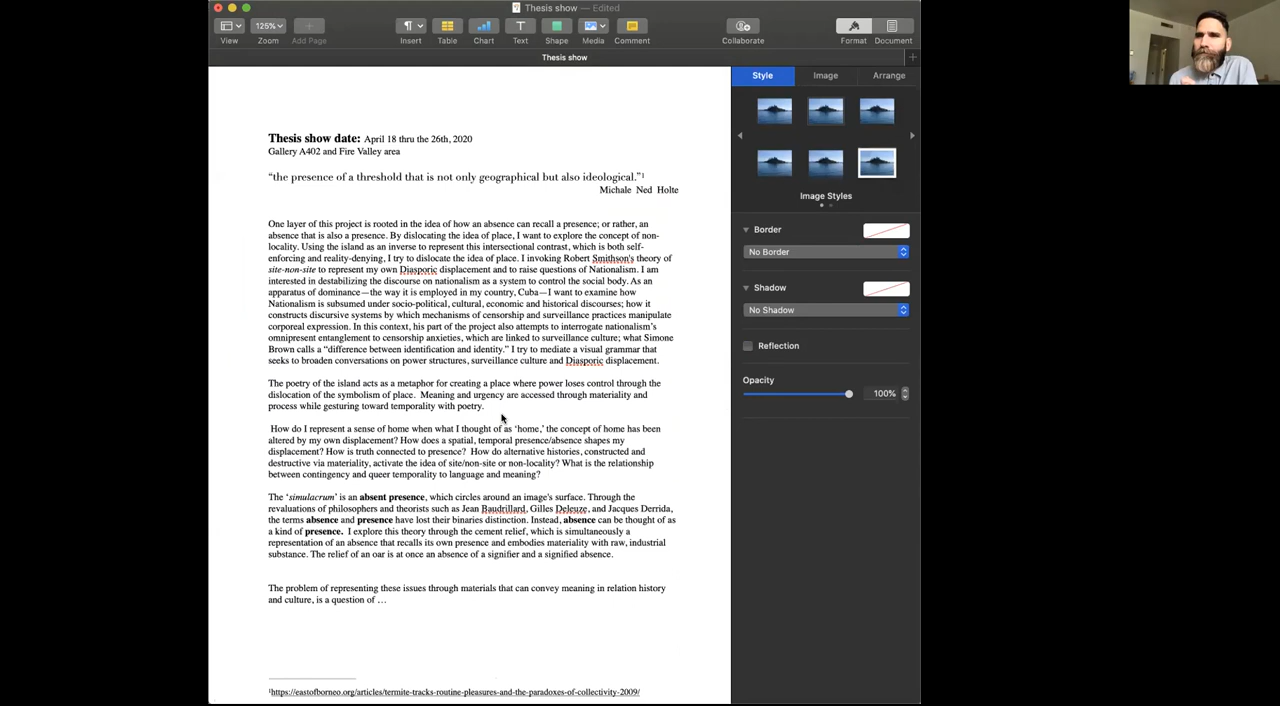 Thesis show — Edited
View
125%
Zoom
Add Page
Insert
Table
Chart
Text
Shape
Media
Comment
Collaborate
Format
Document
Thesis show
Thesis show date: April 18 thru the 26th, 2020
Gallery A402 and Fire Valley area
“the presence of a threshold that is not only geographical but also ideological.”1
Michale Ned Holte
One layer of this project is rooted in the idea of how an absence can recall a presence; or rather, an
absence that is also a presence. By dislocating the idea of place, I want to explore the concept of non-
locality. Using the island as an inverse to represent this intersectional contrast, which is both self-
enforcing and reality-denying, I try to dislocate the idea of place. I invoking Robert Smithson's theory of
site-non-site to represent my own Diasporic displacement and to raise questions of Nationalism. I am
interested in destabilizing the discourse on nationalism as a system to control the social body. As an
apparatus of dominance—the way it is employed in my country, Cuba—I want to examine how
Nationalism is subsumed under socio-political, cultural, economic and historical discourses; how it
constructs discursive systems by which mechanisms of censorship and surveillance practices manipulate
corporeal expression. In this context, his part of the project also attempts to interrogate nationalism’s
omnipresent entanglement to censorship anxieties, which are linked to surveillance culture; what Simone
Brown calls a “difference between identification and identity.” I try to mediate a visual grammar that
seeks to broaden conversations on power structures, surveillance culture and Diasporic displacement.
The poetry of the island acts as a metaphor for creating a place where power loses control through the
dislocation of the symbolism of place. Meaning and urgency are accessed through materiality and
process while gesturing toward temporality with poetry.
How do I represent a sense of home when what I thought of as ‘home,’ the concept of home has been
altered by my own displacement? How does a spatial, temporal presence/absence shapes my
displacement? How is truth connected to presence? How do alternative histories, constructed and
destructive via materiality, activate the idea of site/non-site or non-locality? What is the relationship
between contingency and queer temporality to language and meaning?
The ‘simulacrum’ is an absent presence, which circles around an image's surface. Through the
revaluations of philosophers and theorists such as Jean Baudrillard, Gilles Deleuze, and Jacques Derrida,
the terms absence and presence have lost their binaries distinction. Instead, absence can be thought of as
a kind of presence. I explore this theory through the cement relief, which is simultaneously a
representation of an absence that recalls its own presence and embodies materiality with raw, industrial
substance. The relief of an oar is at once an absence of a signifier and a signified absence.
The problem of representing these issues through materials that can convey meaning in relation history
and culture, is a question of …
1https://eastofborneo.org/articles/termite-tracks-routine-pleasures-and-the-paradoxes-of-collectivity-2009/
Style
Image
Arrange
Image Styles
Border
No Border
Shadow
No Shadow
Reflection
Opacity
100%